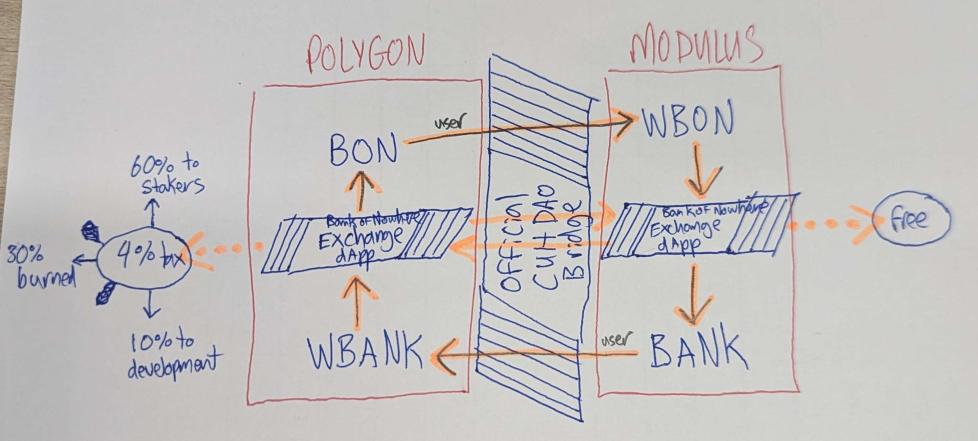 POLYGON
MODULUS
BON
user
WBON
60% to
stakers
30%
burned
4% tax
10% to
development
Bank of Nowhere
Exchange
dApp
Official
Cult DAO
Bridge
Bank of Nowhere
Exchange
dApp
free
WBANK
user
BANK